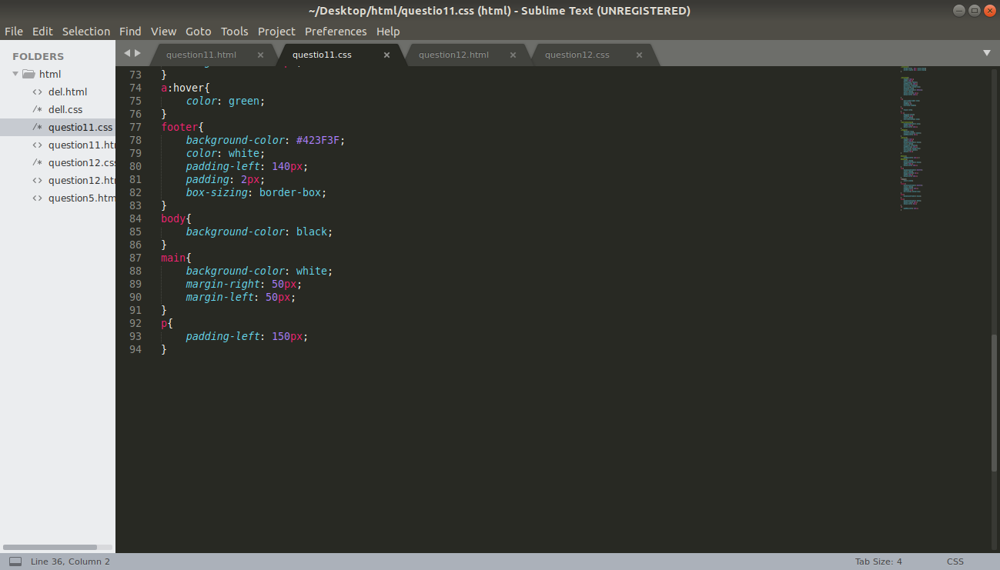 ~/Desktop/html/questio11.css (html) - Sublime Text (UNREGISTERED)
File Edit Selection Find View Goto Tools Project Preferences Help
FOLDERS
html
<> del.html
/* dell.css
/* questio11.css
<> question11.htm
/* question12.css
<> question12.htm
<> question5.htm
question11.html × questio11.css × question12.html × question12.css ×
73 }
74 a:hover{
75 color: green;
76 }
77 footer{
78 background-color: #423F3F;
79 color: white;
80 padding-left: 140px;
81 padding: 2px;
82 box-sizing: border-box;
83 }
84 body{
85 background-color: black;
86 }
87 main{
88 background-color: white;
89 margin-right: 50px;
90 margin-left: 50px;
91 }
92 p{
93 padding-left: 150px;
94 }
Line 36, Column 2
Tab Size: 4
CSS